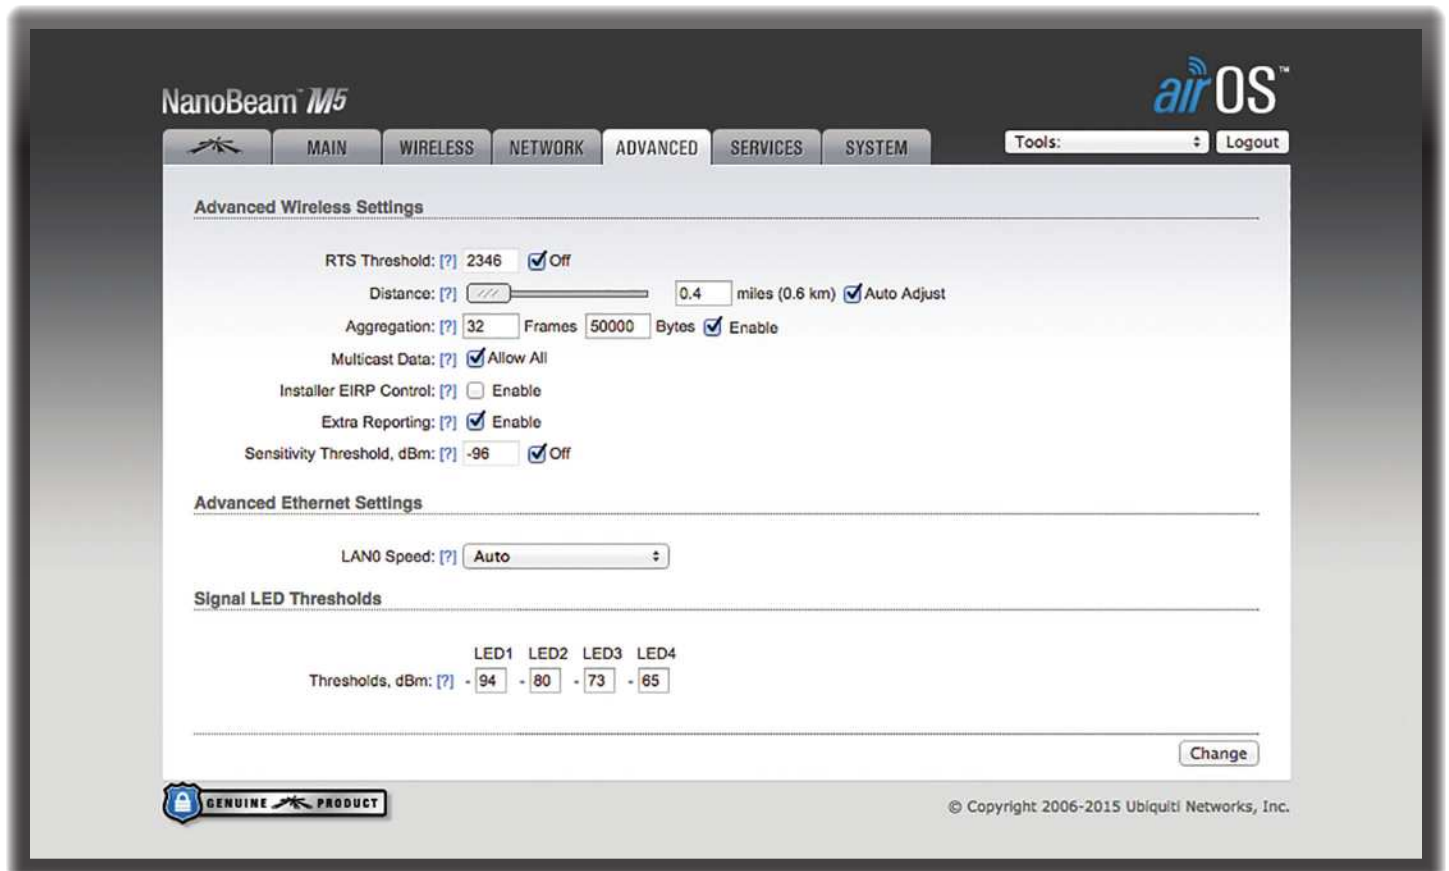 airOS™
NanoBeam™ M5
MAIN WIRELESS NETWORK ADVANCED SERVICES SYSTEM Tools: Logout
Advanced Wireless Settings
RTS Threshold: [?] 2346 Off
Distance: [?] 0.4 miles (0.6 km) Auto Adjust
Aggregation: [?] 32 Frames 50000 Bytes Enable
Multicast Data: [?] Allow All
Installer EIRP Control: [?] Enable
Extra Reporting: [?] Enable
Sensitivity Threshold, dBm: [?] -96 Off
Advanced Ethernet Settings
LAN0 Speed: [?] Auto
Signal LED Thresholds
LED1 LED2 LED3 LED4
Thresholds, dBm: [?] - 94 - 80 - 73 - 65
Change
GENUINE PRODUCT
© Copyright 2006-2015 Ubiquiti Networks, Inc.